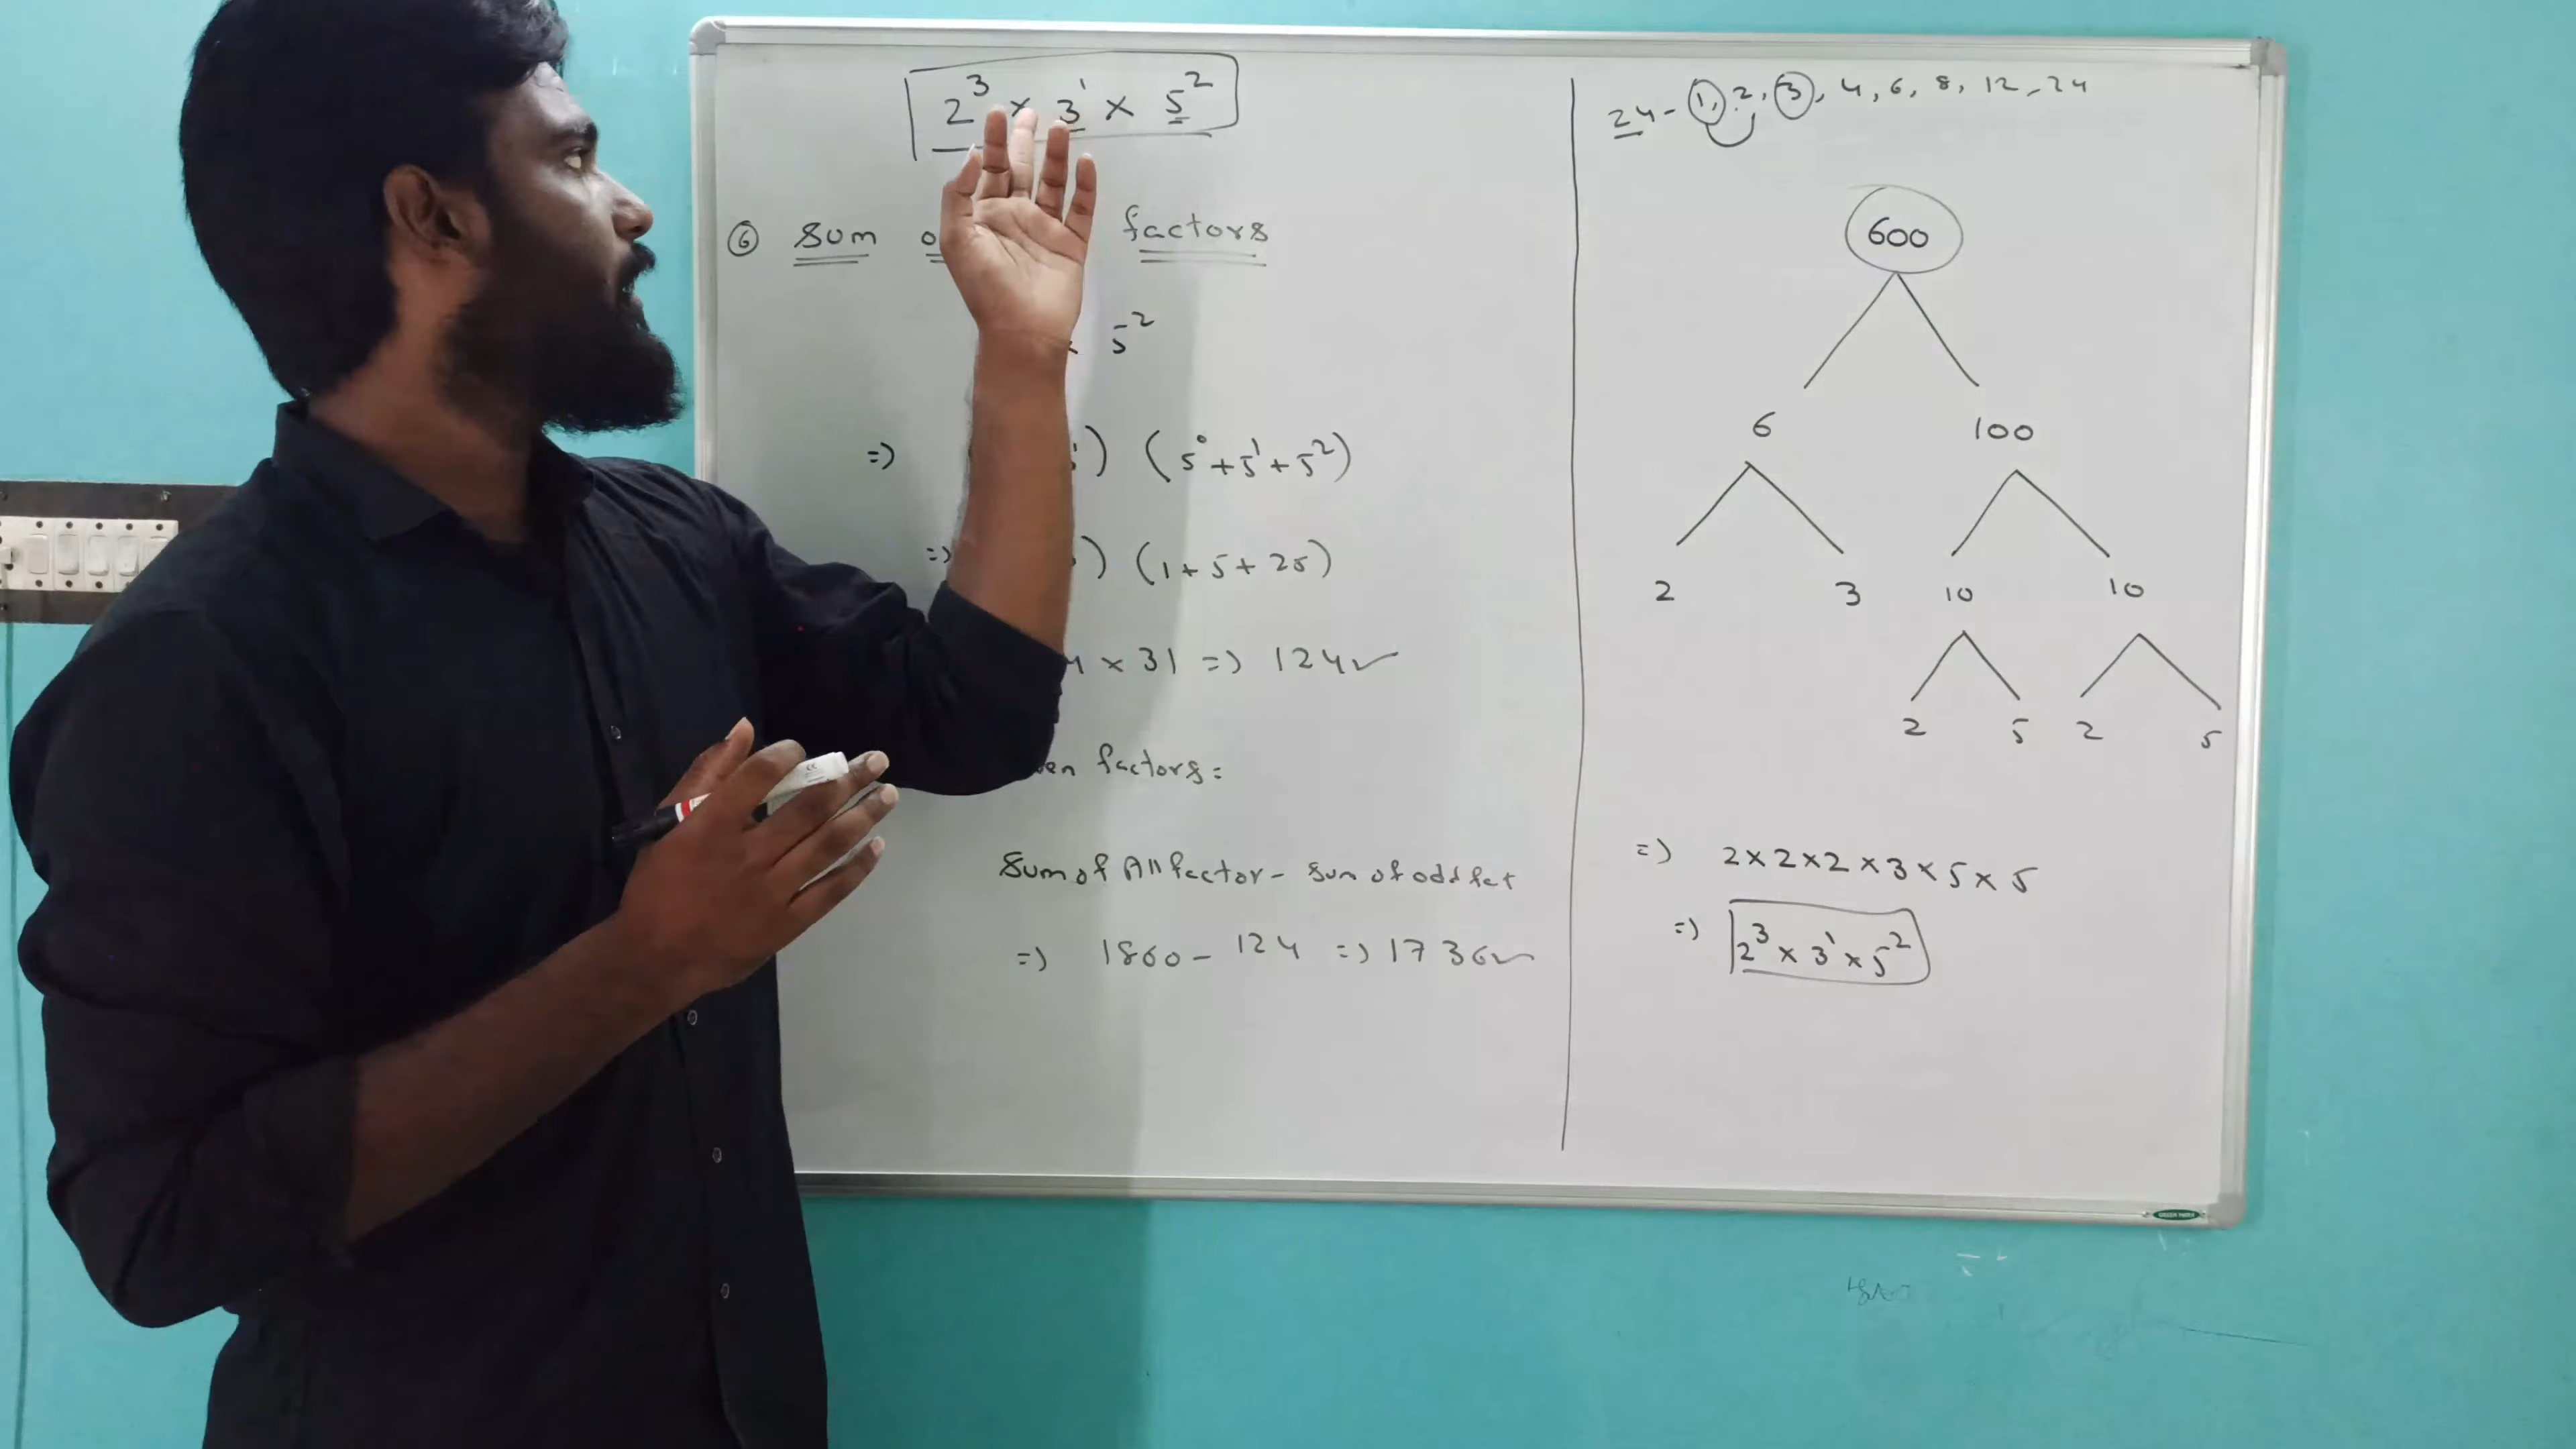 2³ × 3¹ × 5²
⑥ Sum factors
5²
=) ) (5⁰+5¹+5²)
=) ) (1+5+25)
× 31 =) 124✓
factors:
Sum of All factor - Sum of odd fct
=) 1860 - 124 =) 1736✓
24 - 1, 2, 3, 4, 6, 8, 12, 24
600
6 100
2 3 10 10
2 5 2 5
=) 2×2×2×3×5×5
=) 2³ × 3¹ × 5²